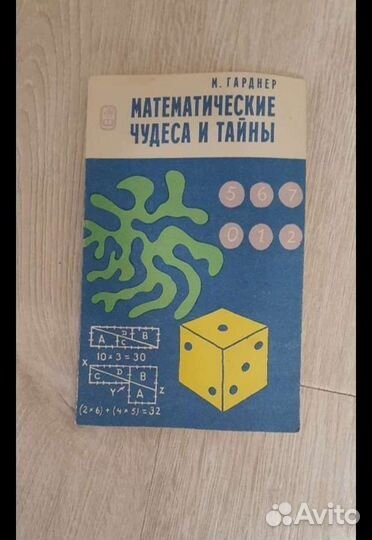 М. ГАРДНЕР
МАТЕМАТИЧЕСКИЕ
ЧУДЕСА И ТАЙНЫ
5 6 7
0 1 2
A D C B
10 × 3 = 30
X C D B
Y A Z
(2×6) + (4×5) = 32
Avito